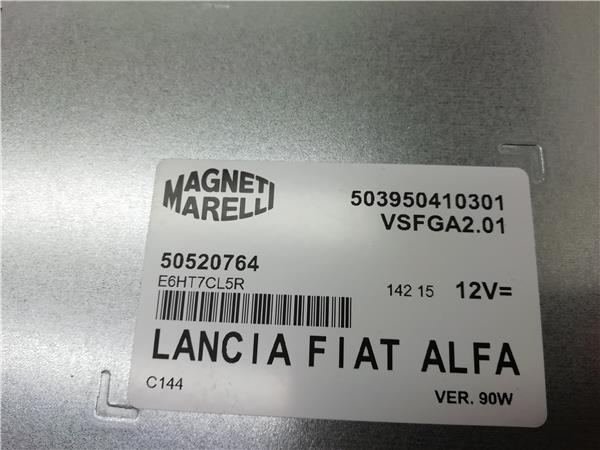 MAGNETI
MARELLI
503950410301
VSFGA2.01
50520764
E6HT7CL5R
142 15 12V=
LANCIA FIAT ALFA
C144
VER. 90W